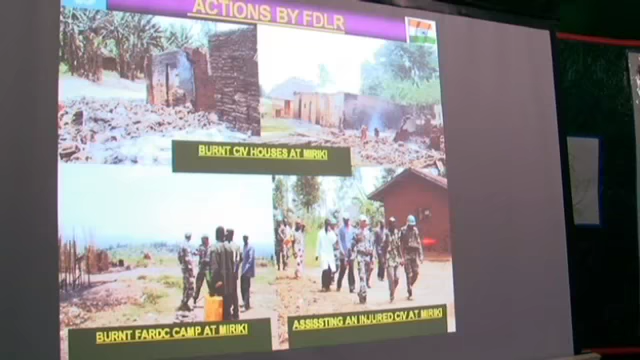 ACTIONS BY FDLR
BURNT CIV HOUSES AT MIRIKI
BURNT FARDC CAMP AT MIRIKI
ASSISSTING AN INJURED CIV AT MIRIKI